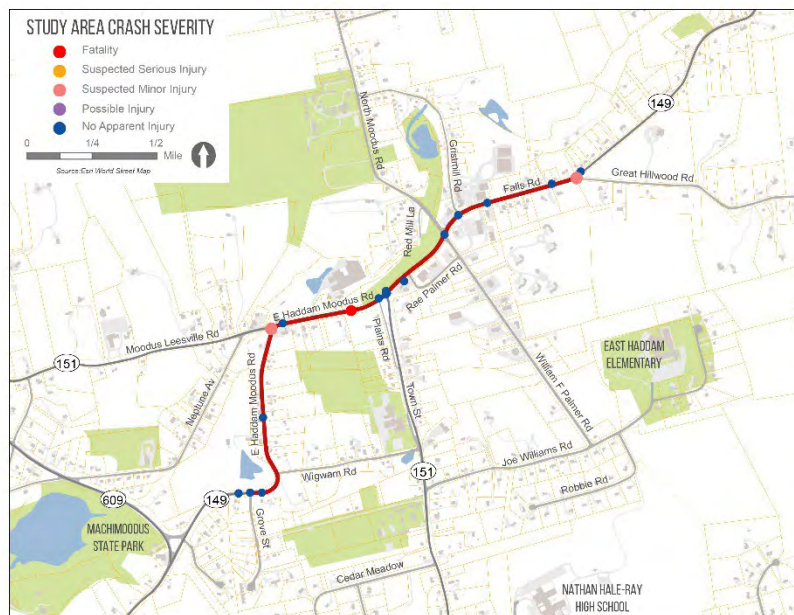 STUDY AREA CRASH SEVERITY
Fatality
Suspected Serious Injury
Suspected Minor Injury
Possible Injury
No Apparent Injury
0 1/4 1/2
Mile
Source:Esri World Street Map
149
North Moodus Rd
Gristmill Rd
Falls Rd
Great Hillwood Rd
Red Mill La
Rae Palmer Rd
E Haddam Moodus Rd
Moodus Leesville Rd
151
Plains Rd
William F Palmer Rd
EAST HADDAM
ELEMENTARY
Neptune Av
E Haddam Moodus Rd
Town St
Joe Williams Rd
Wigwam Rd
151
Robbie Rd
609
149
MACHIMOODUS
STATE PARK
Grove St
Cedar Meadow
NATHAN HALE-RAY
HIGH SCHOOL